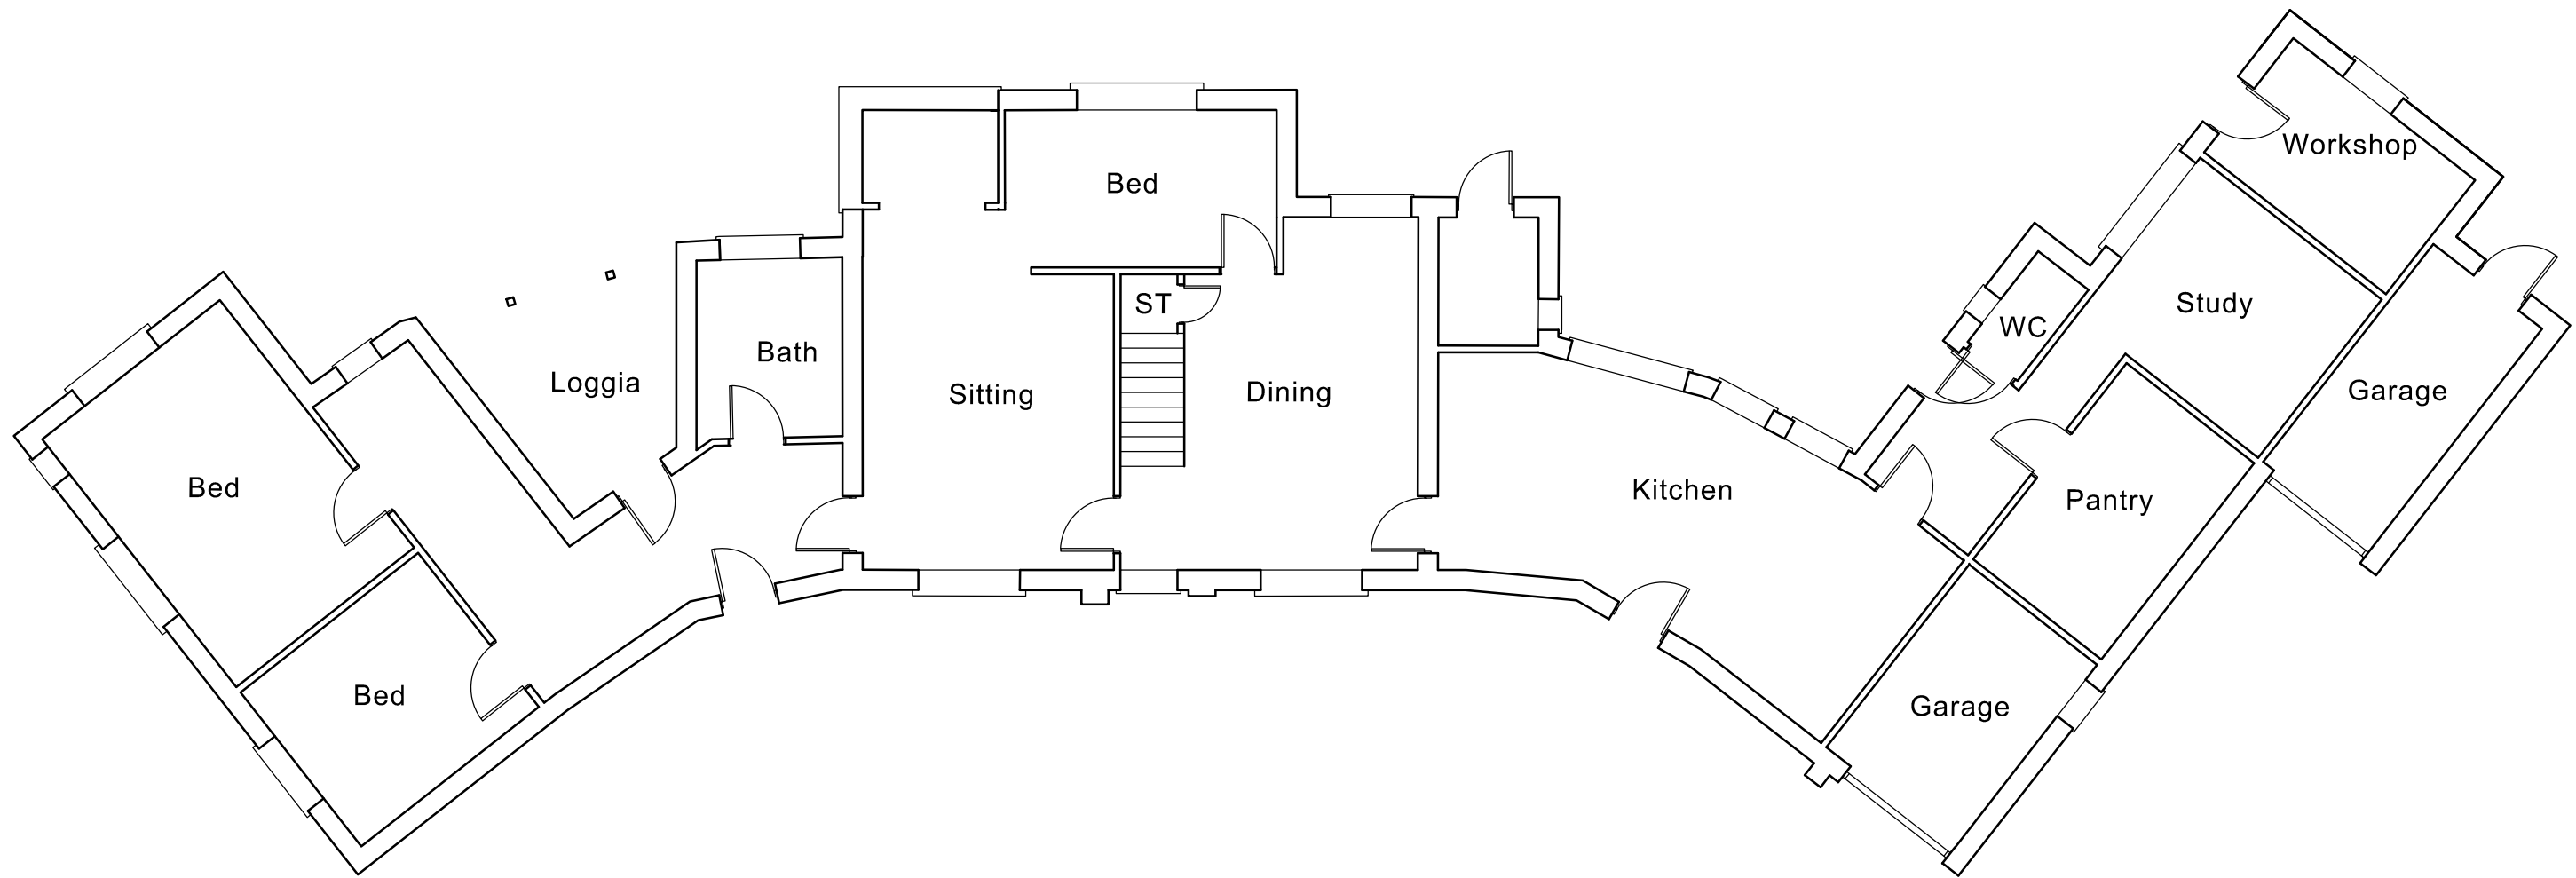 Workshop
Bed
ST
Study
WC
Bath
Loggia
Sitting
Dining
Garage
Bed
Kitchen
Pantry
Bed
Garage